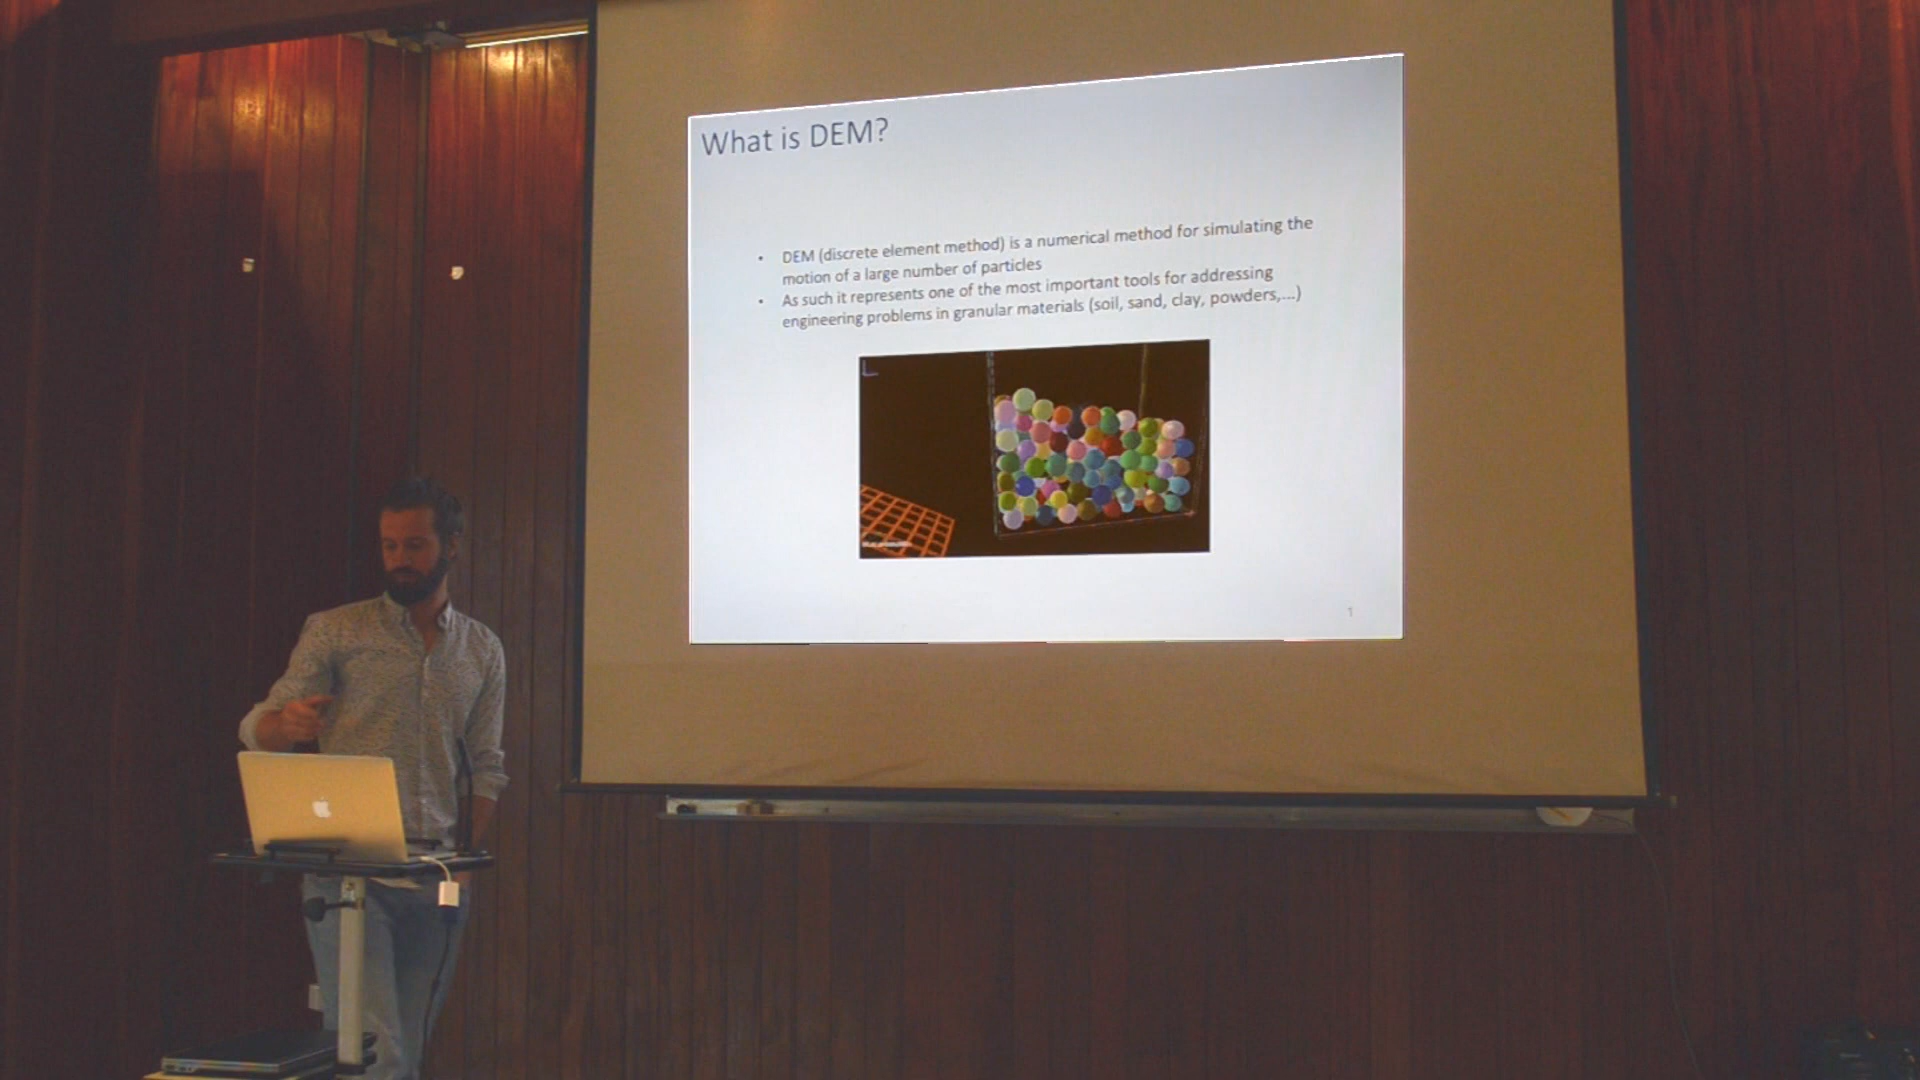 What is DEM?
• DEM (discrete element method) is a numerical method for simulating the
motion of a large number of particles
• As such it represents one of the most important tools for addressing
engineering problems in granular materials (soil, sand, clay, powders,...)
1